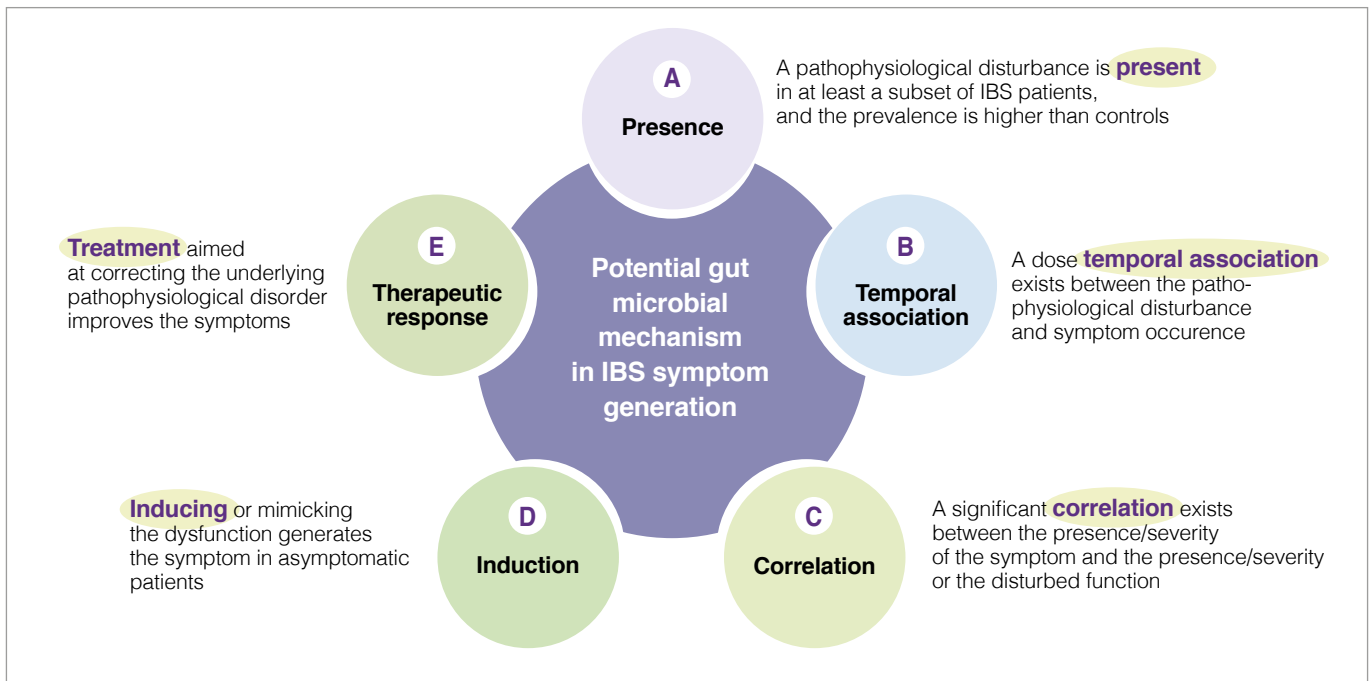 A
Presence
A pathophysiological disturbance is present
in at least a subset of IBS patients,
and the prevalence is higher than controls
B
Temporal
association
A dose temporal association
exists between the patho-
physiological disturbance
and symptom occurence
C
Correlation
A significant correlation exists
between the presence/severity
of the symptom and the presence/severity
or the disturbed function
D
Induction
Inducing or mimicking
the dysfunction generates
the symptom in asymptomatic
patients
E
Therapeutic
response
Treatment aimed
at correcting the underlying
pathophysiological disorder
improves the symptoms
Potential gut
microbial
mechanism
in IBS symptom
generation